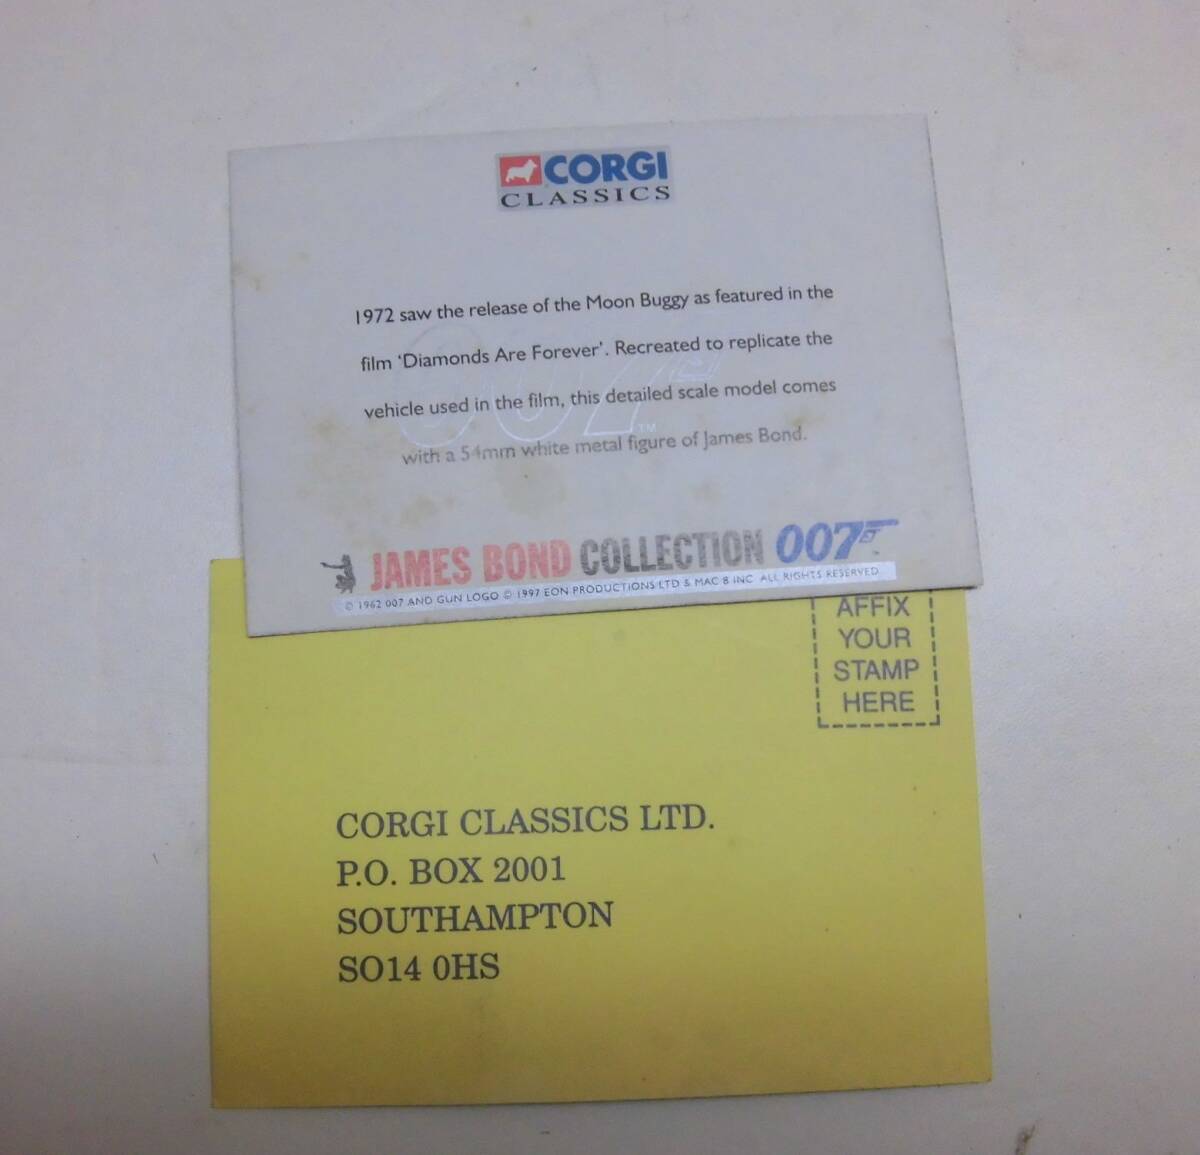 CORGI
CLASSICS
1972 saw the release of the Moon Buggy as featured in the
film ‘Diamonds Are Forever’. Recreated to replicate the
vehicle used in the film, this detailed scale model comes
with a 54mm white metal figure of James Bond.
007
TM
JAMES BOND COLLECTION 007
© 1962 007 AND GUN LOGO © 1997 EON PRODUCTIONS LTD & MAC B INC ALL RIGHTS RESERVED
AFFIX
YOUR
STAMP
HERE
CORGI CLASSICS LTD.
P.O. BOX 2001
SOUTHAMPTON
SO14 0HS